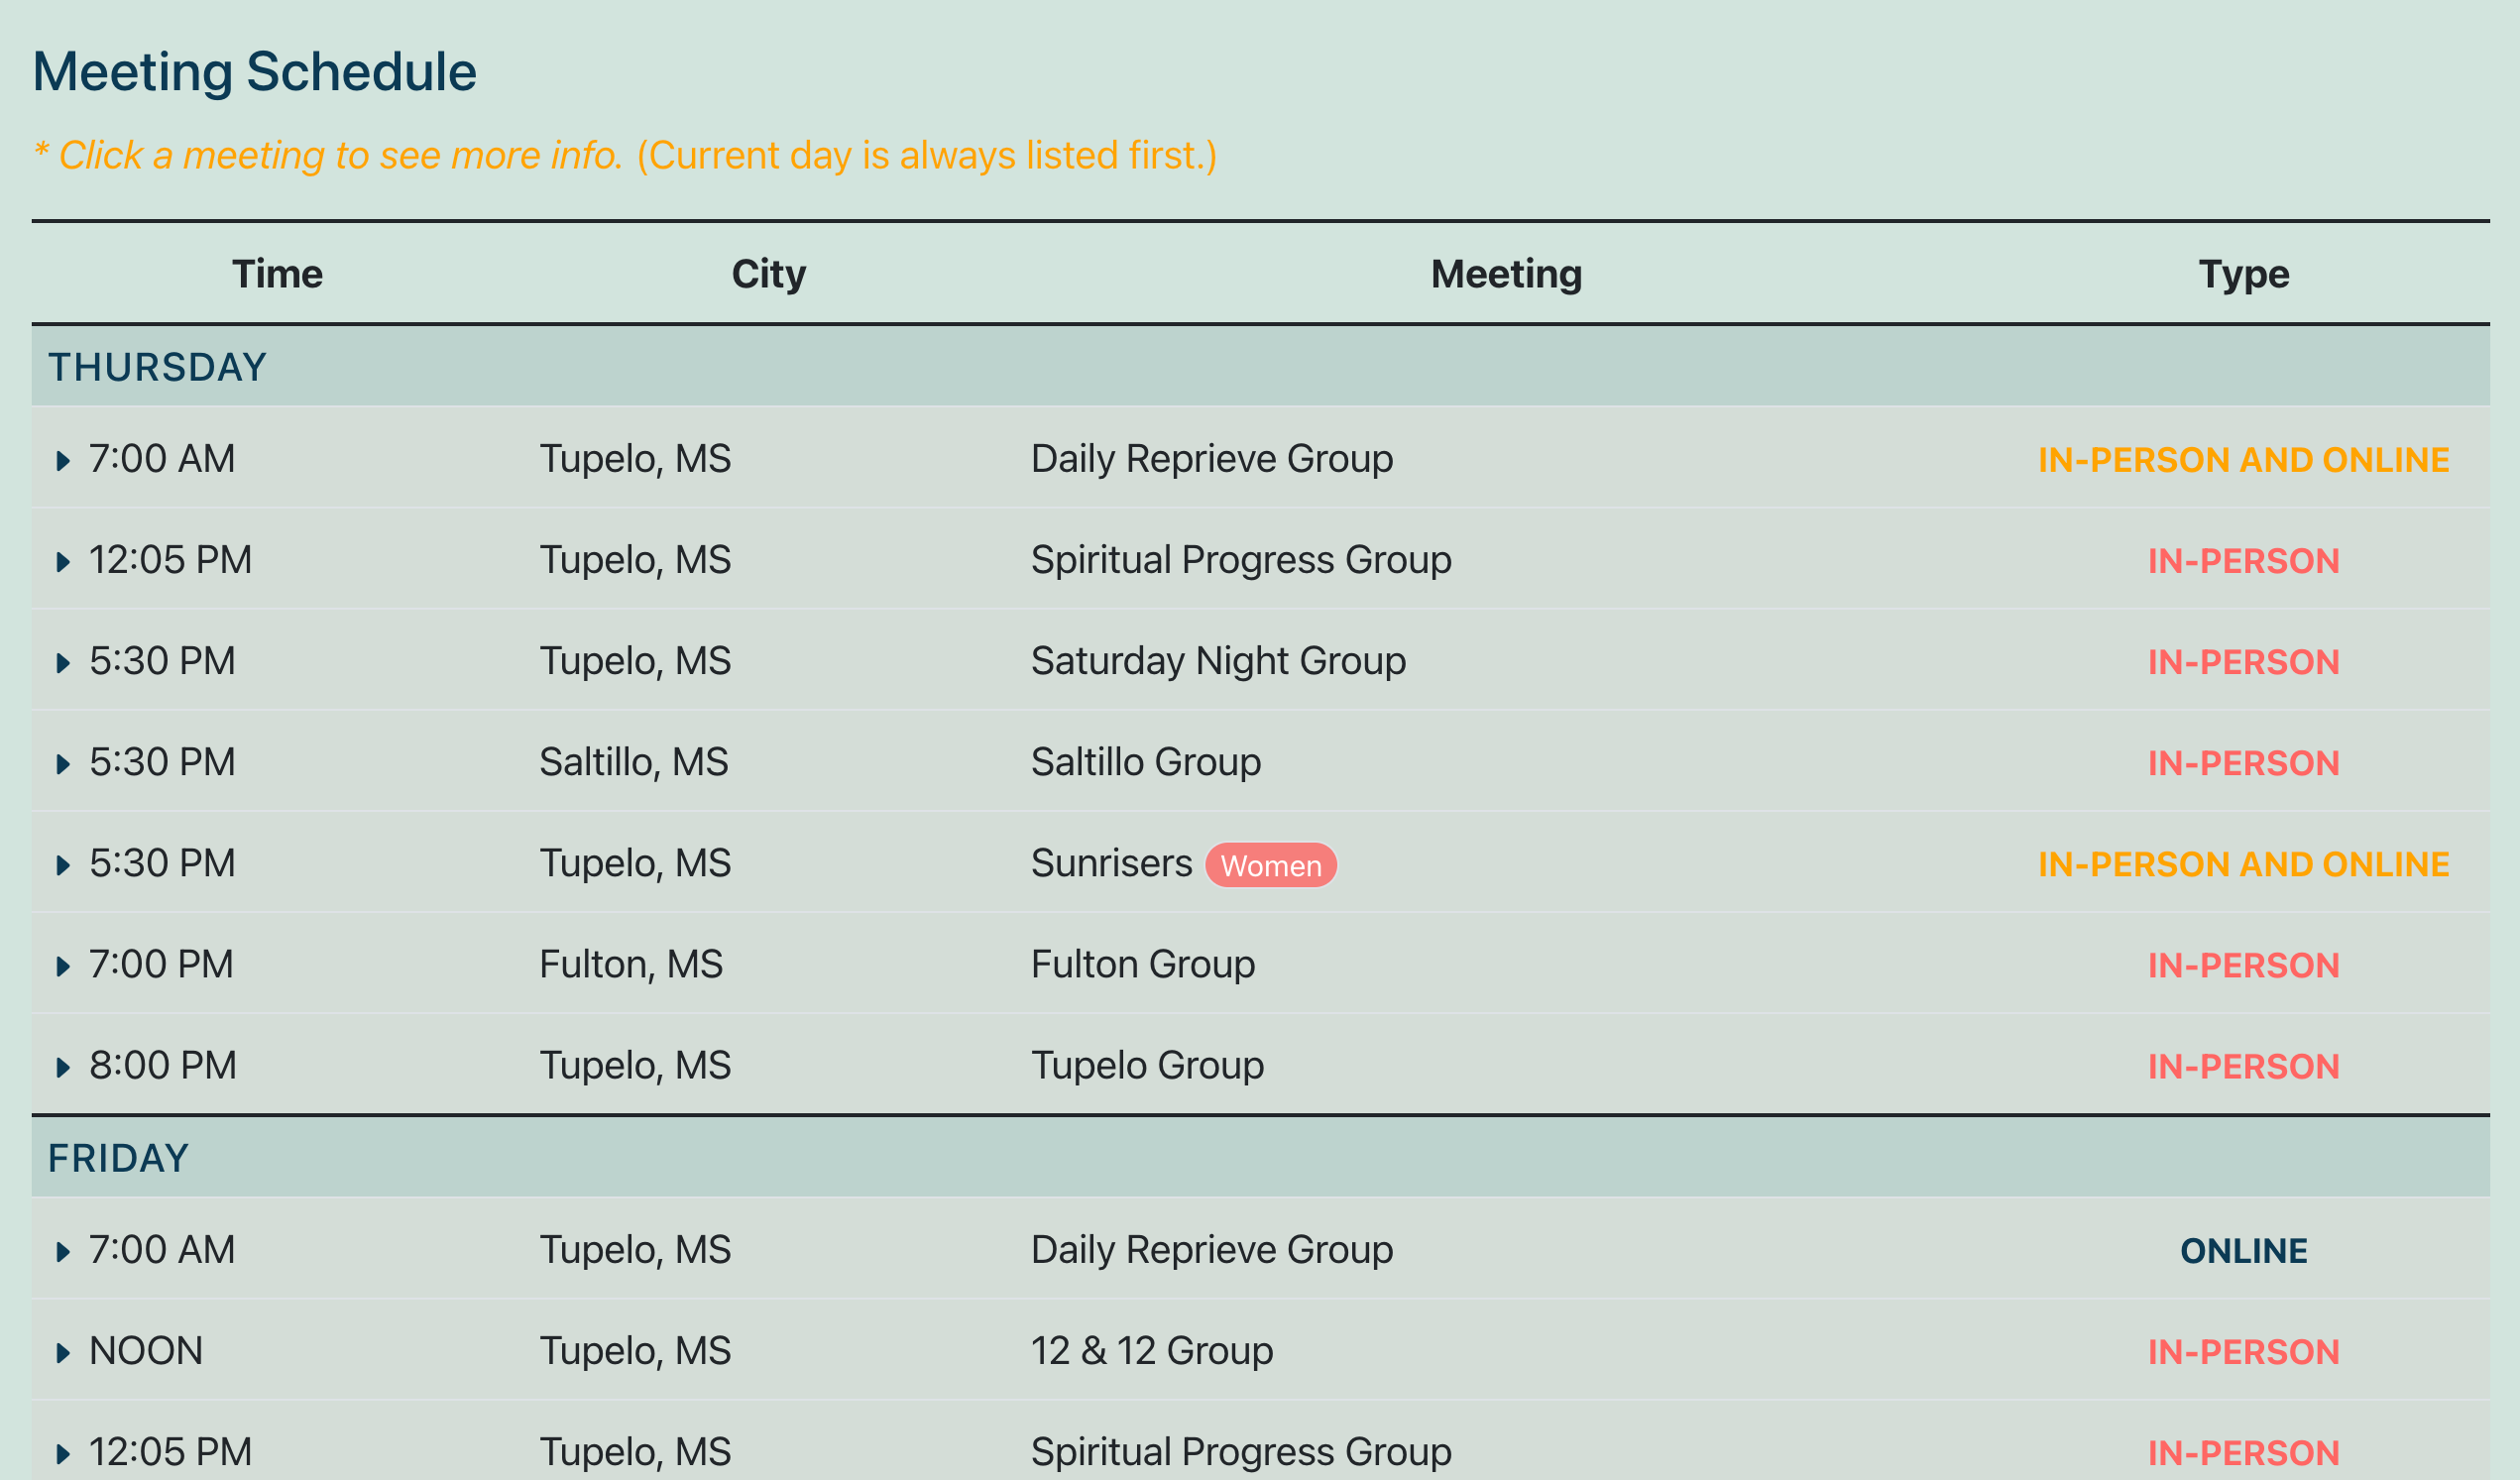 Meeting Schedule
* Click a meeting to see more info. (Current day is always listed first.)
Time City Meeting Type
THURSDAY
7:00 AM Tupelo, MS Daily Reprieve Group IN-PERSON AND ONLINE
12:05 PM Tupelo, MS Spiritual Progress Group IN-PERSON
5:30 PM Tupelo, MS Saturday Night Group IN-PERSON
5:30 PM Saltillo, MS Saltillo Group IN-PERSON
5:30 PM Tupelo, MS Sunrisers Women IN-PERSON AND ONLINE
7:00 PM Fulton, MS Fulton Group IN-PERSON
8:00 PM Tupelo, MS Tupelo Group IN-PERSON
FRIDAY
7:00 AM Tupelo, MS Daily Reprieve Group ONLINE
NOON Tupelo, MS 12 & 12 Group IN-PERSON
12:05 PM Tupelo, MS Spiritual Progress Group IN-PERSON